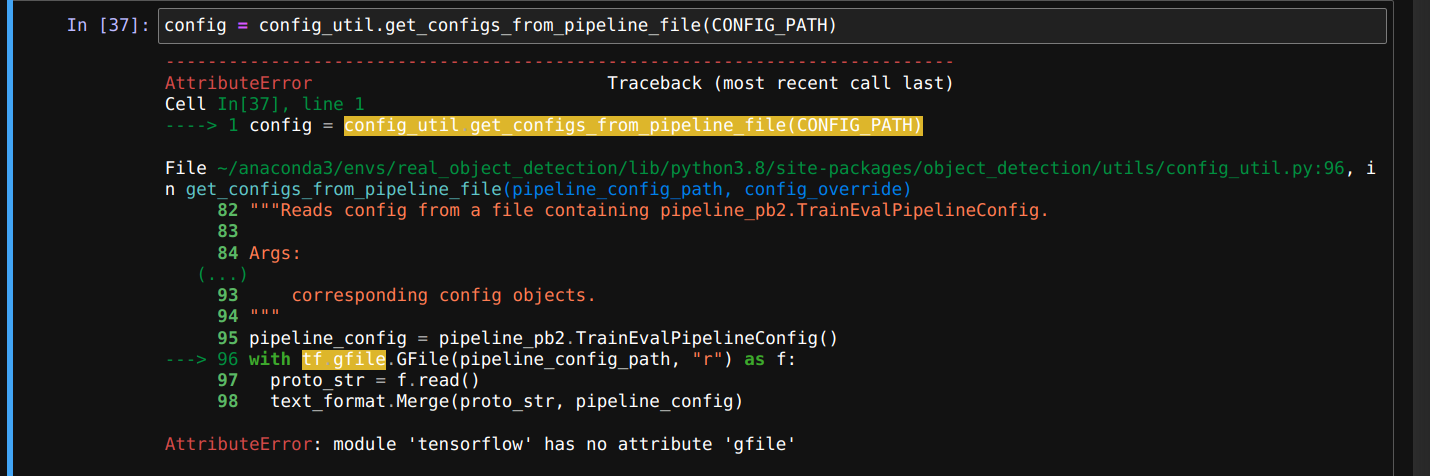 In [37]: config = config_util.get_configs_from_pipeline_file(CONFIG_PATH)
---------------------------------------------------------------------------
AttributeError                            Traceback (most recent call last)
Cell In[37], line 1
----> 1 config = config_util.get_configs_from_pipeline_file(CONFIG_PATH)
File ~/anaconda3/envs/real_object_detection/lib/python3.8/site-packages/object_detection/utils/config_util.py:96, i
n get_configs_from_pipeline_file(pipeline_config_path, config_override)
     82 """Reads config from a file containing pipeline_pb2.TrainEvalPipelineConfig.
     83
     84 Args:
   (...)
     93     corresponding config objects.
     94 """
     95 pipeline_config = pipeline_pb2.TrainEvalPipelineConfig()
---> 96 with tf.gfile.GFile(pipeline_config_path, "r") as f:
     97   proto_str = f.read()
     98   text_format.Merge(proto_str, pipeline_config)
AttributeError: module 'tensorflow' has no attribute 'gfile'